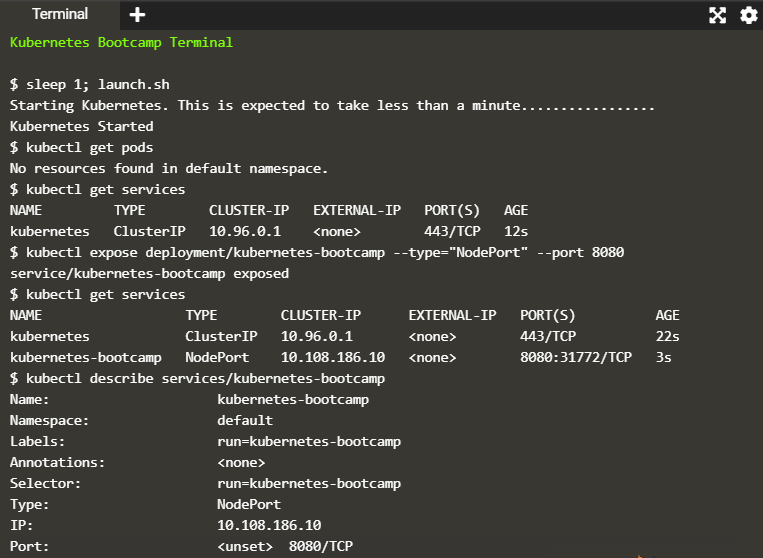 Terminal +
Kubernetes Bootcamp Terminal
$ sleep 1; launch.sh
Starting Kubernetes. This is expected to take less than a minute.................
Kubernetes Started
$ kubectl get pods
No resources found in default namespace.
$ kubectl get services
NAME TYPE CLUSTER-IP EXTERNAL-IP PORT(S) AGE
kubernetes ClusterIP 10.96.0.1 <none> 443/TCP 12s
$ kubectl expose deployment/kubernetes-bootcamp --type="NodePort" --port 8080
service/kubernetes-bootcamp exposed
$ kubectl get services
NAME TYPE CLUSTER-IP EXTERNAL-IP PORT(S) AGE
kubernetes ClusterIP 10.96.0.1 <none> 443/TCP 22s
kubernetes-bootcamp NodePort 10.108.186.10 <none> 8080:31772/TCP 3s
$ kubectl describe services/kubernetes-bootcamp
Name: kubernetes-bootcamp
Namespace: default
Labels: run=kubernetes-bootcamp
Annotations: <none>
Selector: run=kubernetes-bootcamp
Type: NodePort
IP: 10.108.186.10
Port: <unset> 8080/TCP